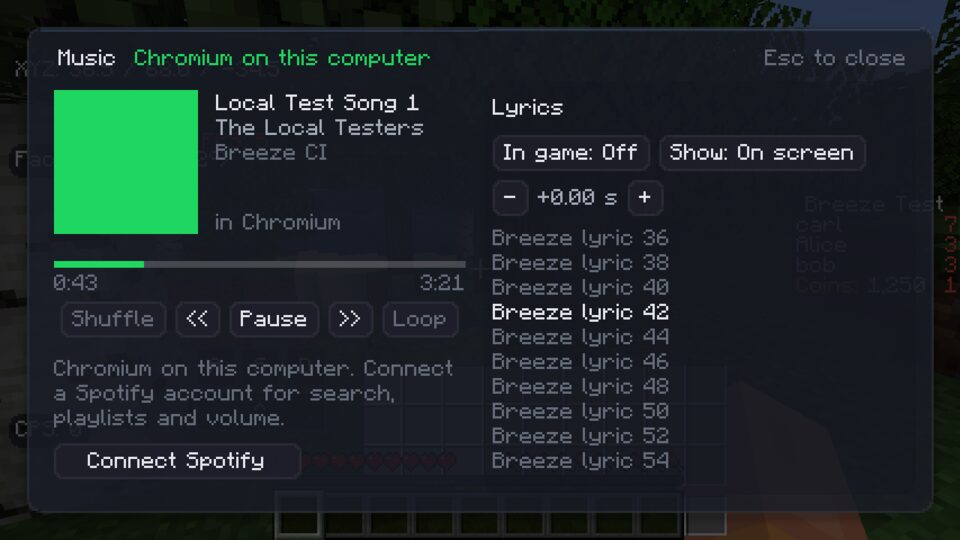 Music Chromium on this computer
Esc to close
Local Test Song 1
The Local Testers
Breeze CI
in Chromium
0:43
3:21
Shuffle << Pause >> Loop
Chromium on this computer. Connect
a Spotify account for search,
playlists and volume.
Connect Spotify
Lyrics
In game: Off Show: On screen
- +0.00 s +
Breeze lyric 36
Breeze lyric 38
Breeze lyric 40
Breeze lyric 42
Breeze lyric 44
Breeze lyric 46
Breeze lyric 48
Breeze lyric 50
Breeze lyric 52
Breeze lyric 54
Breeze Test
carl 7
Alice 3
bob 3
Coins: 1,250 1